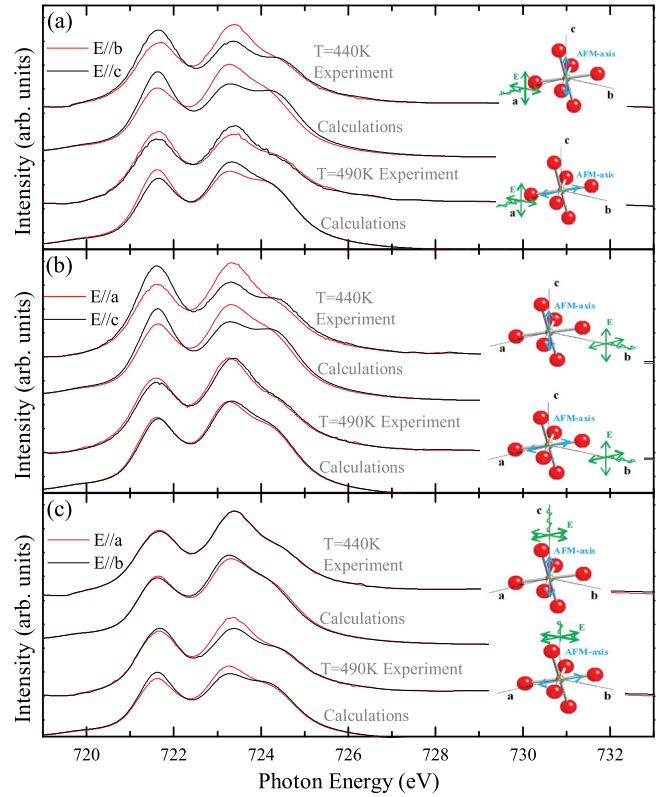 (a)
E//b
E//c
T=440K
Experiment
Calculations
T=490K Experiment
Calculations
Intensity (arb. units)
c
AFM-axis
E
a
b
c
AFM-axis
E
a
b
(b)
E//a
E//c
T=440K
Experiment
Calculations
T=490K Experiment
Calculations
Intensity (arb. units)
c
AFM-axis
E
a
b
c
AFM-axis
E
a
b
(c)
E//a
E//b
T=440K
Experiment
Calculations
T=490K Experiment
Calculations
Intensity (arb. units)
c
E
AFM-axis
a
b
E
AFM-axis
a
b
720 722 724 726 728 730 732
Photon Energy (eV)